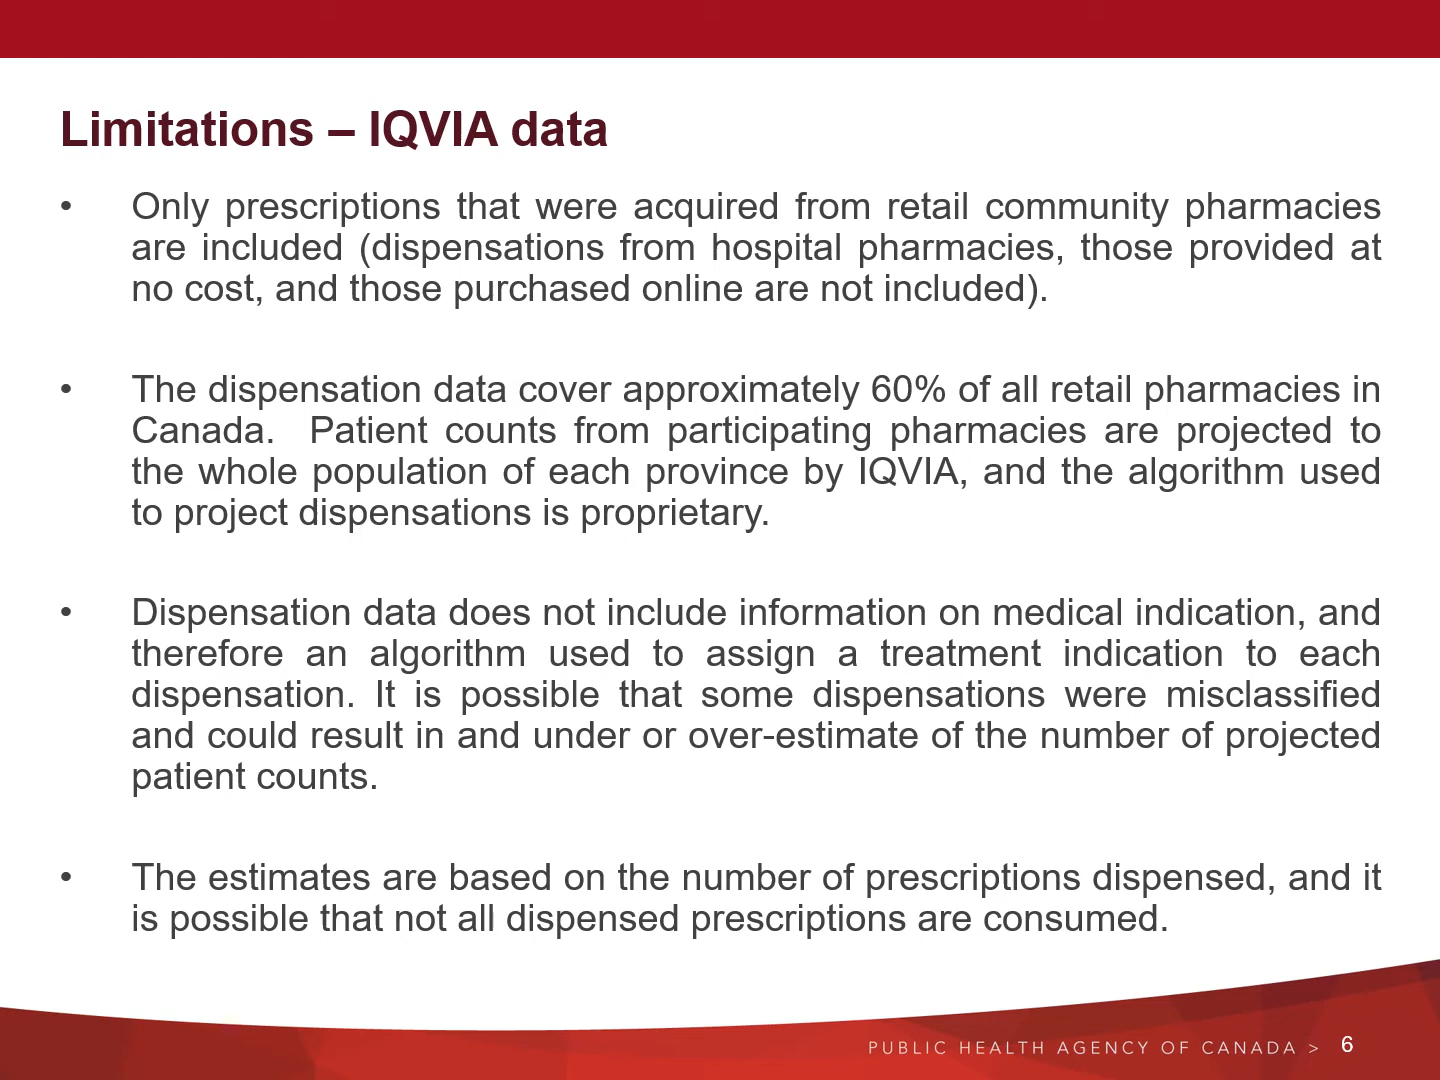 Limitations – IQVIA data
• Only prescriptions that were acquired from retail community pharmacies
are included (dispensations from hospital pharmacies, those provided at
no cost, and those purchased online are not included).
• The dispensation data cover approximately 60% of all retail pharmacies in
Canada.  Patient counts from participating pharmacies are projected to
the whole population of each province by IQVIA, and the algorithm used
to project dispensations is proprietary.
• Dispensation data does not include information on medical indication, and
therefore an algorithm used to assign a treatment indication to each
dispensation. It is possible that some dispensations were misclassified
and could result in and under or over-estimate of the number of projected
patient counts.
• The estimates are based on the number of prescriptions dispensed, and it
is possible that not all dispensed prescriptions are consumed.
PUBLIC HEALTH AGENCY OF CANADA > 6